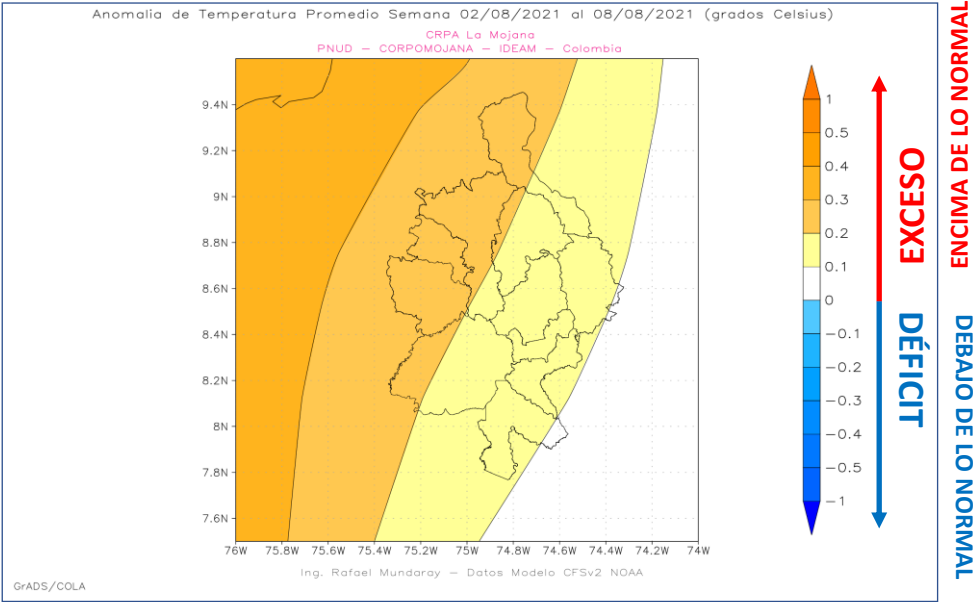 Anomalia de Temperatura Promedio Semana 02/08/2021 al 08/08/2021 (grados Celsius)
CRPA La Mojana
PNUD – CORPOMOJANA – IDEAM – Colombia
9.4N
9.2N
9N
8.8N
8.6N
8.4N
8.2N
8N
7.8N
7.6N
76W 75.8W 75.6W 75.4W 75.2W 75W 74.8W 74.6W 74.4W 74.2W 74W
1
0.5
0.4
0.3
0.2
0.1
0
−0.1
−0.2
−0.3
−0.4
−0.5
−1
EXCESO
DÉFICIT
ENCIMA DE LO NORMAL
DEBAJO DE LO NORMAL
Ing. Rafael Mundaray – Datos Modelo CFSv2 NOAA
GrADS/COLA